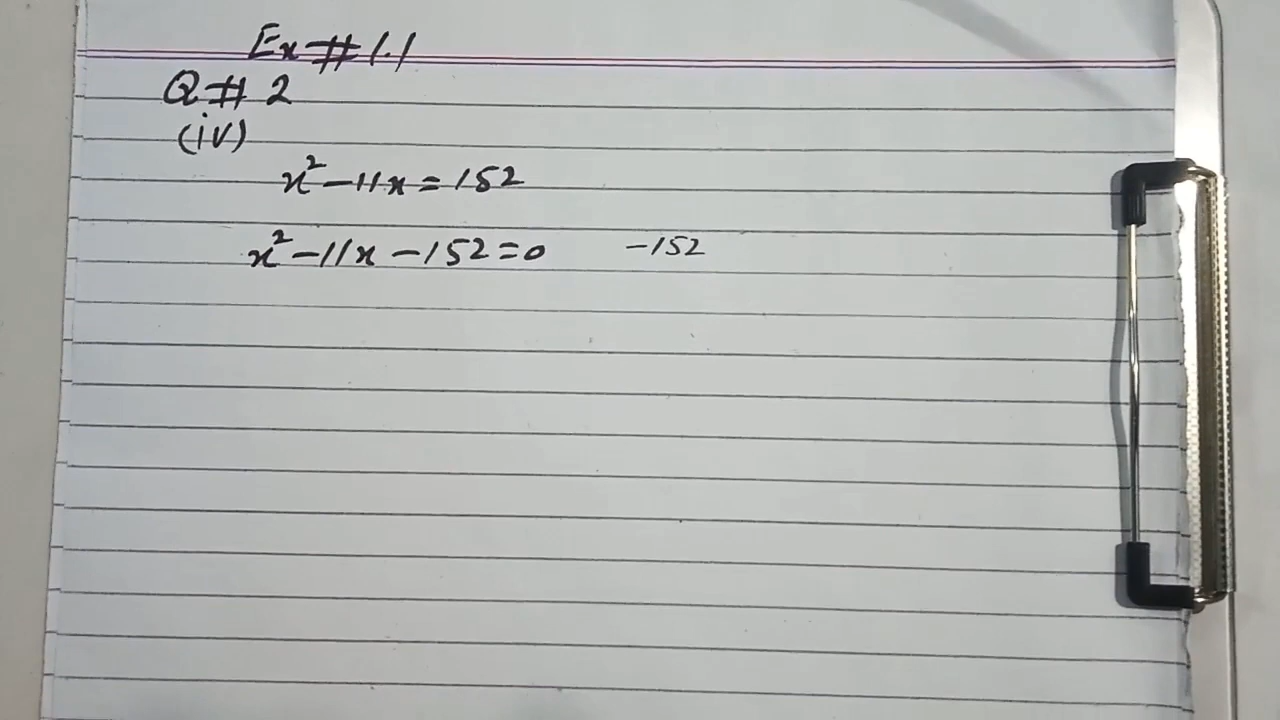 Ex # 1.1
Q # 2
(iv)
x² - 11x = 152
x² - 11x - 152 = 0 -152